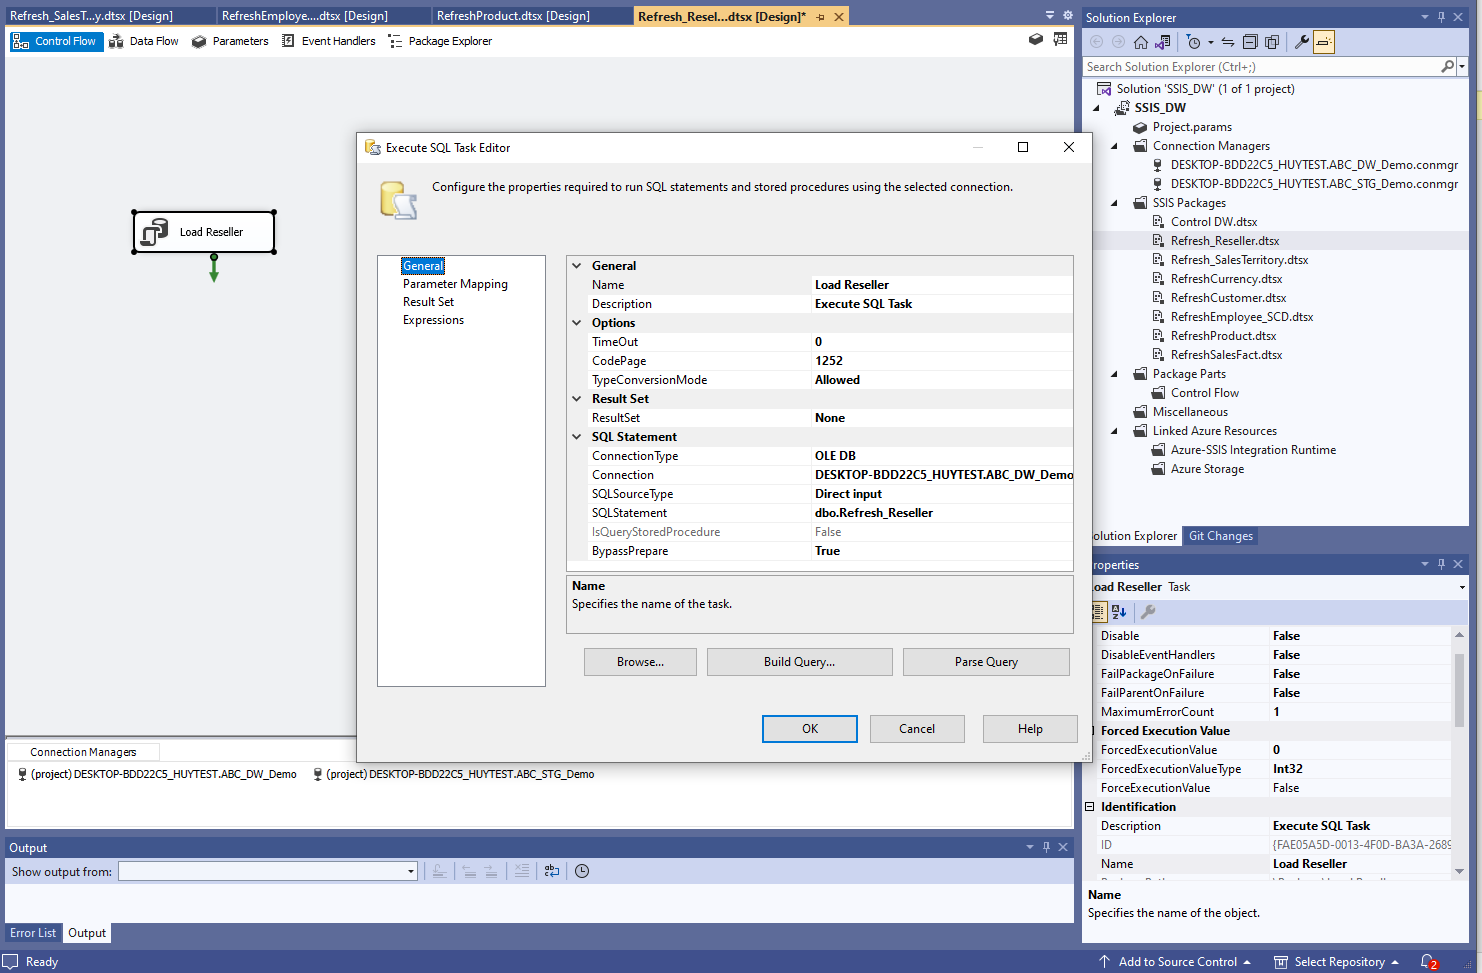 Refresh_SalesT...y.dtsx [Design]
RefreshEmploye....dtsx [Design]
RefreshProduct.dtsx [Design]
Refresh_Resel...dtsx [Design]*
Control Flow
Data Flow
Parameters
Event Handlers
Package Explorer
Load Reseller
Execute SQL Task Editor
Configure the properties required to run SQL statements and stored procedures using the selected connection.
General
Parameter Mapping
Result Set
Expressions
General
Name Load Reseller
Description Execute SQL Task
Options
TimeOut 0
CodePage 1252
TypeConversionMode Allowed
Result Set
ResultSet None
SQL Statement
ConnectionType OLE DB
Connection DESKTOP-BDD22C5_HUYTEST.ABC_DW_Demo
SQLSourceType Direct input
SQLStatement dbo.Refresh_Reseller
IsQueryStoredProcedure False
BypassPrepare True
Name
Specifies the name of the task.
Browse...
Build Query...
Parse Query
OK
Cancel
Help
Connection Managers
(project) DESKTOP-BDD22C5_HUYTEST.ABC_DW_Demo
(project) DESKTOP-BDD22C5_HUYTEST.ABC_STG_Demo
Output
Show output from:
Error List
Output
Ready
Solution Explorer
Search Solution Explorer (Ctrl+;)
Solution 'SSIS_DW' (1 of 1 project)
SSIS_DW
Project.params
Connection Managers
DESKTOP-BDD22C5_HUYTEST.ABC_DW_Demo.conmgr
DESKTOP-BDD22C5_HUYTEST.ABC_STG_Demo.conmgr
SSIS Packages
Control DW.dtsx
Refresh_Reseller.dtsx
Refresh_SalesTerritory.dtsx
RefreshCurrency.dtsx
RefreshCustomer.dtsx
RefreshEmployee_SCD.dtsx
RefreshProduct.dtsx
RefreshSalesFact.dtsx
Package Parts
Control Flow
Miscellaneous
Linked Azure Resources
Azure-SSIS Integration Runtime
Azure Storage
olution Explorer
Git Changes
roperties
oad Reseller Task
Disable False
DisableEventHandlers False
FailPackageOnFailure False
FailParentOnFailure False
MaximumErrorCount 1
Forced Execution Value
ForcedExecutionValue 0
ForcedExecutionValueType Int32
ForceExecutionValue False
Identification
Description Execute SQL Task
ID {FAE05A5D-0013-4F0D-BA3A-2689
Name Load Reseller
Name
Specifies the name of the object.
Add to Source Control
Select Repository
2